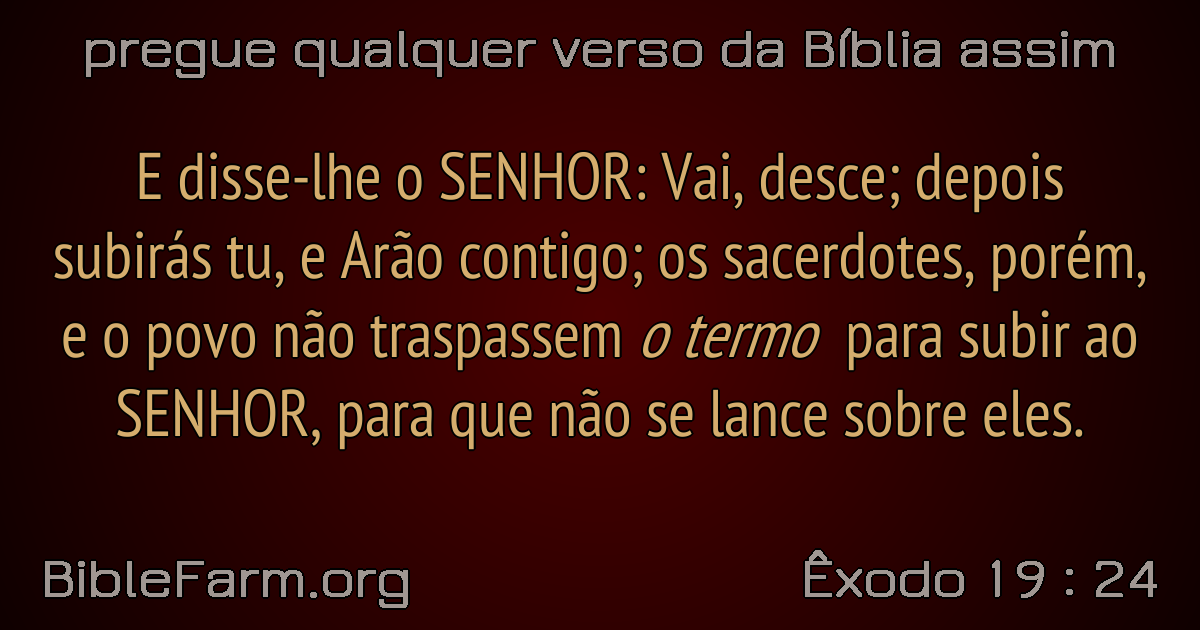 pregue qualquer verso da Bíblia assim
E disse-lhe o SENHOR: Vai, desce; depois
subirás tu, e Arão contigo; os sacerdotes, porém,
e o povo não traspassem o termo para subir ao
SENHOR, para que não se lance sobre eles.
BibleFarm.org
Êxodo 19 : 24